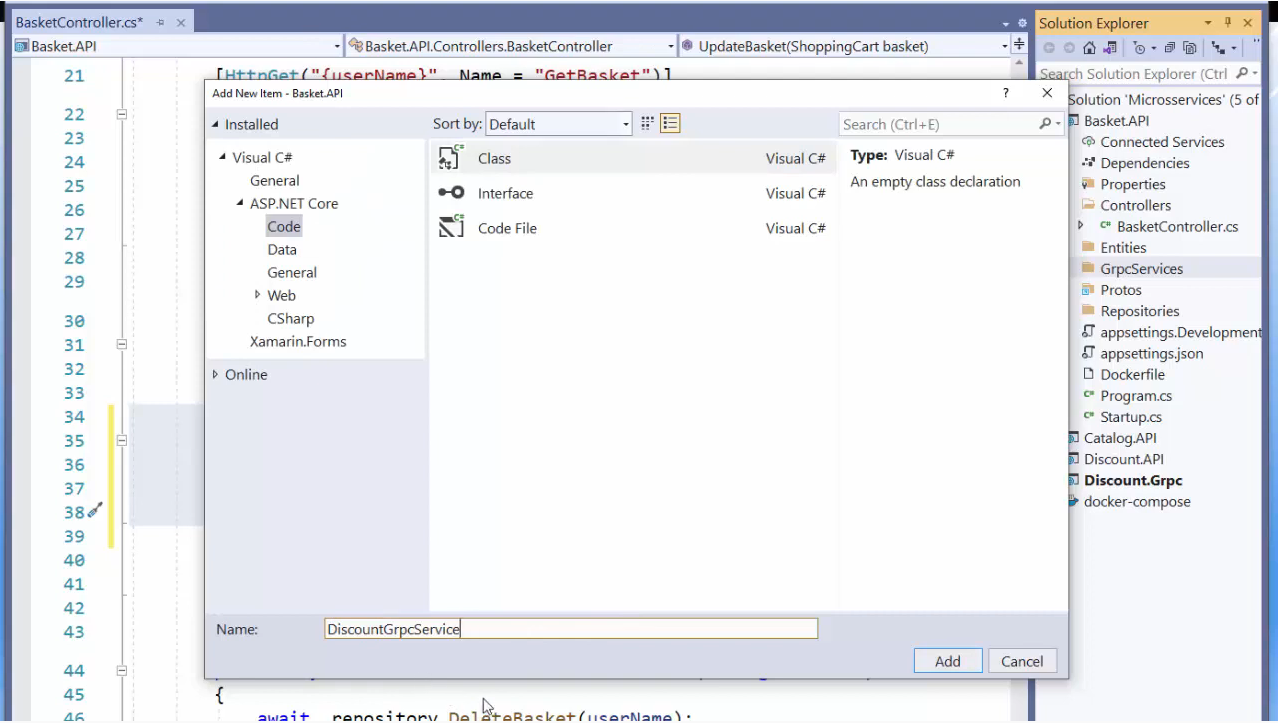 BasketController.cs*
Basket.API
Basket.API.Controllers.BasketController
UpdateBasket(ShoppingCart basket)
21
[HttpGet("{userName}", Name = "GetBasket")]
22
23
24
25
26
27
28
29
30
31
32
33
34
35
36
37
38
39
40
41
42
43
44
45
{
46
await _repository.DeleteBasket(userName);
Add New Item - Basket.API
?
Installed
Sort by: Default
Search (Ctrl+E)
Visual C#
General
ASP.NET Core
Code
Data
General
Web
CSharp
Xamarin.Forms
Online
Class Visual C#
Interface Visual C#
Code File Visual C#
Type: Visual C#
An empty class declaration
Name: DiscountGrpcService
Add Cancel
Solution Explorer
Search Solution Explorer (Ctrl
Solution 'Microsservices' (5 of
Basket.API
Connected Services
Dependencies
Properties
Controllers
C# BasketController.cs
Entities
GrpcServices
Protos
Repositories
appsettings.Development
appsettings.json
Dockerfile
C# Program.cs
C# Startup.cs
Catalog.API
Discount.API
Discount.Grpc
docker-compose